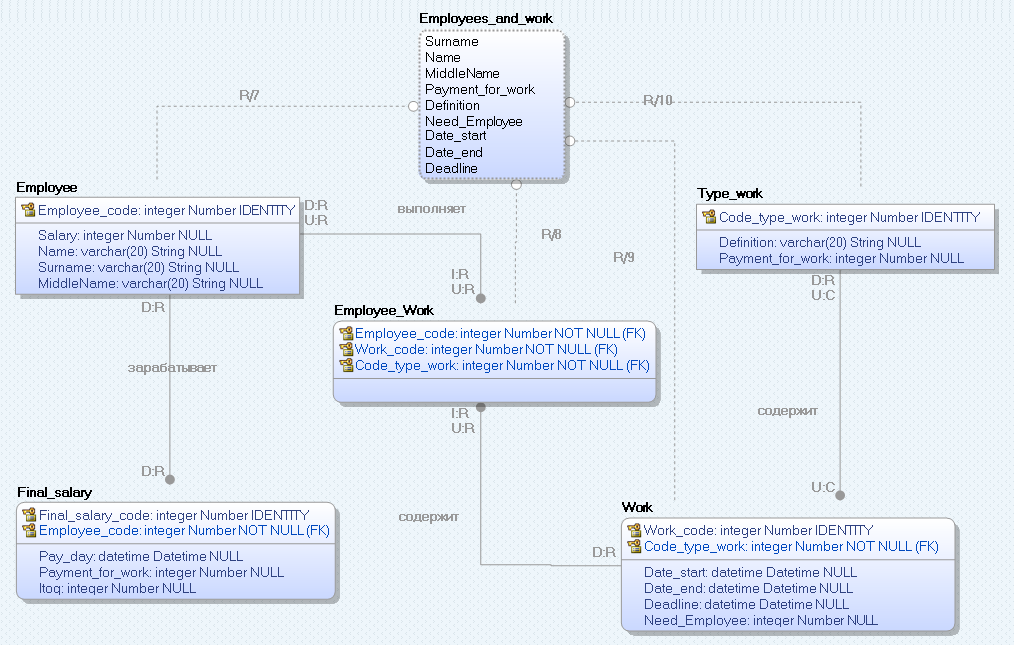 Employees_and_work
Surname
Name
MiddleName
Payment_for_work
Definition
Need_Employee
Date_start
Date_end
Deadline
R/7
R/10
Employee
Employee_code: integer Number IDENTITY
Salary: integer Number NULL
Name: varchar(20) String NULL
Surname: varchar(20) String NULL
MiddleName: varchar(20) String NULL
D:R
U:R
выполняет
R/8
R/9
I:R
U:R
Type_work
Code_type_work: integer Number IDENTITY
Definition: varchar(20) String NULL
Payment_for_work: integer Number NULL
D:R
U:C
D:R
зарабатывает
D:R
Employee_Work
Employee_code: integer Number NOT NULL (FK)
Work_code: integer Number NOT NULL (FK)
Code_type_work: integer Number NOT NULL (FK)
I:R
U:R
содержит
содержит
U:C
D:R
Final_salary
Final_salary_code: integer Number IDENTITY
Employee_code: integer Number NOT NULL (FK)
Pay_day: datetime Datetime NULL
Payment_for_work: integer Number NULL
Itog: integer Number NULL
Work
Work_code: integer Number IDENTITY
Code_type_work: integer Number NOT NULL (FK)
Date_start: datetime Datetime NULL
Date_end: datetime Datetime NULL
Deadline: datetime Datetime NULL
Need_Employee: integer Number NULL